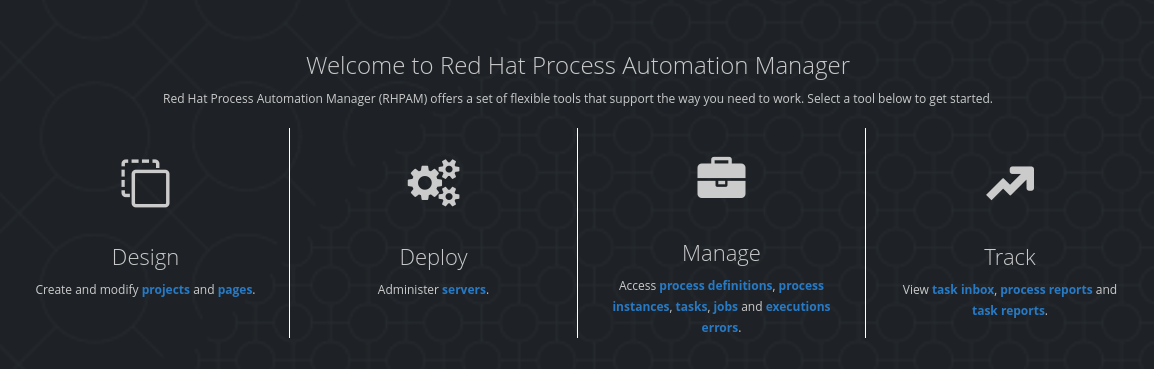 Welcome to Red Hat Process Automation Manager
Red Hat Process Automation Manager (RHPAM) offers a set of flexible tools that support the way you need to work. Select a tool below to get started.
Design
Create and modify projects and pages.
Deploy
Administer servers.
Manage
Access process definitions, process
instances, tasks, jobs and executions
errors.
Track
View task inbox, process reports and
task reports.